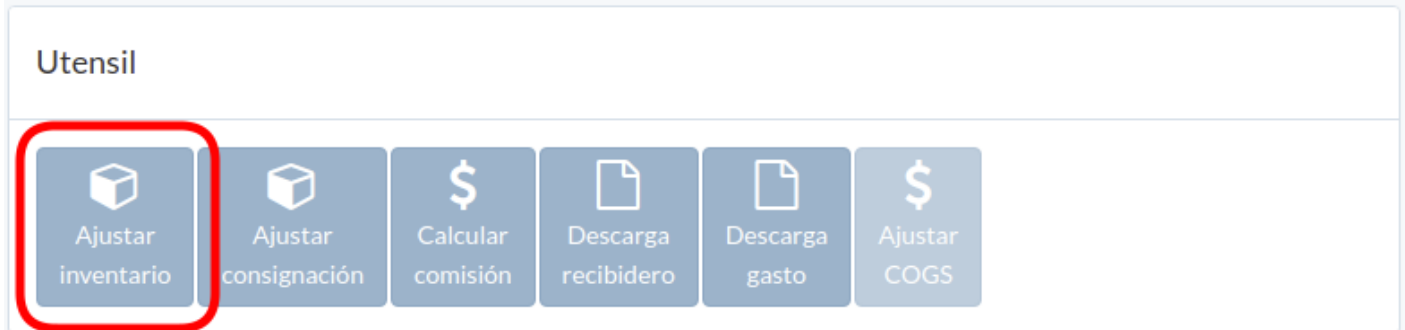 Utensil
Ajustar
inventario
Ajustar
consignación
$
Calcular
comisión
Descarga
recibidero
Descarga
gasto
$
Ajustar
COGS